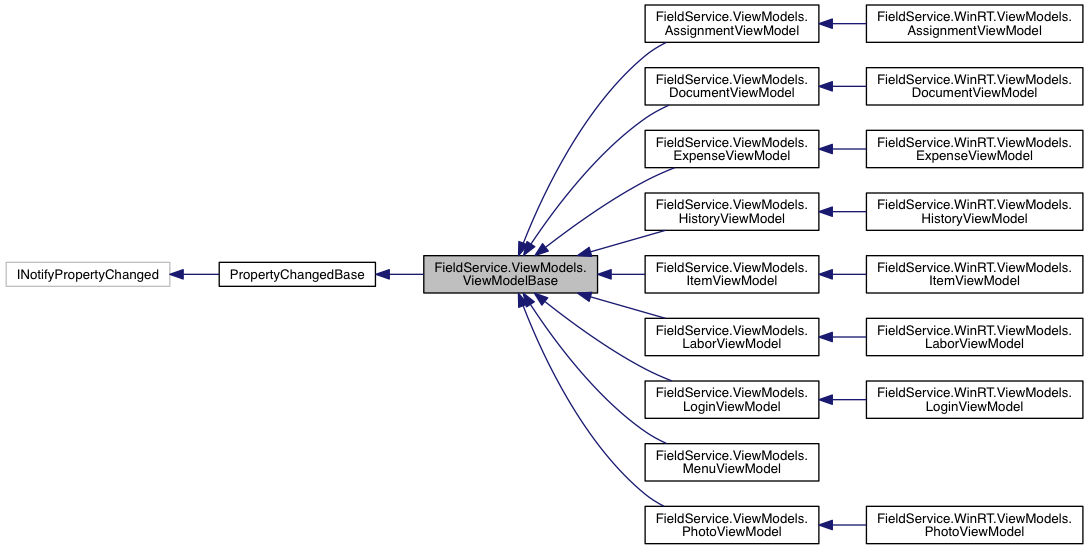 INotifyPropertyChanged
PropertyChangedBase
FieldService.ViewModels.
ViewModelBase
FieldService.ViewModels.
AssignmentViewModel
FieldService.WinRT.ViewModels.
AssignmentViewModel
FieldService.ViewModels.
DocumentViewModel
FieldService.WinRT.ViewModels.
DocumentViewModel
FieldService.ViewModels.
ExpenseViewModel
FieldService.WinRT.ViewModels.
ExpenseViewModel
FieldService.ViewModels.
HistoryViewModel
FieldService.WinRT.ViewModels.
HistoryViewModel
FieldService.ViewModels.
ItemViewModel
FieldService.WinRT.ViewModels.
ItemViewModel
FieldService.ViewModels.
LaborViewModel
FieldService.WinRT.ViewModels.
LaborViewModel
FieldService.ViewModels.
LoginViewModel
FieldService.WinRT.ViewModels.
LoginViewModel
FieldService.ViewModels.
MenuViewModel
FieldService.ViewModels.
PhotoViewModel
FieldService.WinRT.ViewModels.
PhotoViewModel